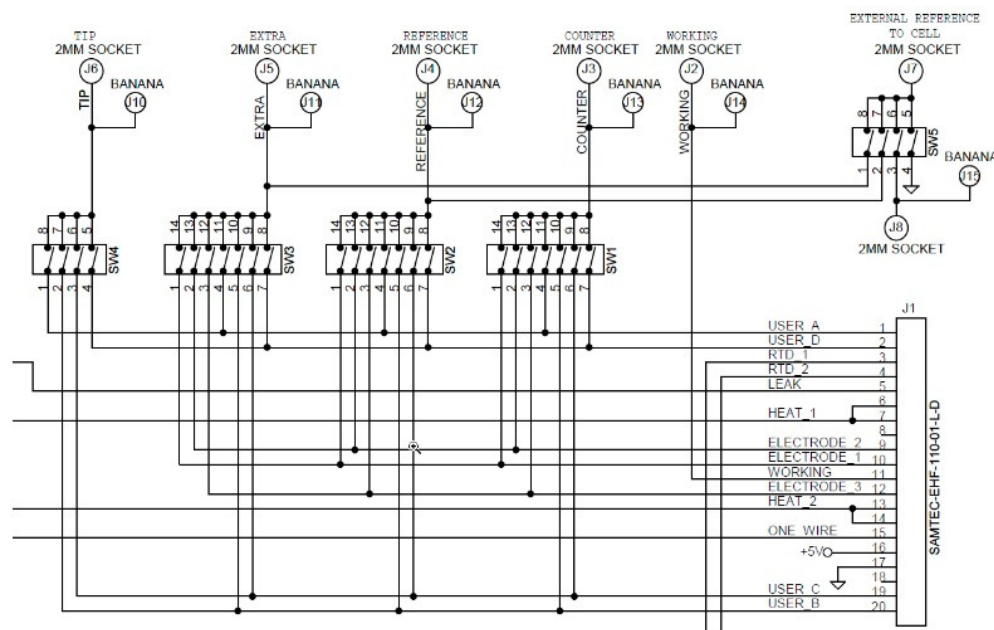 EXTERNAL REFERENCE
TO CELL
2MM SOCKET
J7
TIP
2MM SOCKET
J6
EXTRA
2MM SOCKET
J5
REFERENCE
2MM SOCKET
J4
COUNTER
2MM SOCKET
J3
WORKING
2MM SOCKET
J2
BANANA
J10
BANANA
J11
BANANA
J12
BANANA
J13
BANANA
J14
TIP
EXTRA
REFERENCE
COUNTER
WORKING
8 7 6 5
SW5
1 2 3 4
BANANA
J15
J8
2MM SOCKET
8 7 6 5
SW4
1 2 3 4
14 13 12 11 10 9 8
SW3
1 2 3 4 5 6 7
14 13 12 11 10 9 8
SW2
1 2 3 4 5 6 7
14 13 12 11 10 9 8
SW1
1 2 3 4 5 6 7
J1
USER_A 1
USER_D 2
RTD_1 3
RTD_2 4
LEAK 5
6
HEAT_1 7
8
ELECTRODE_2 9
ELECTRODE_1 10
WORKING 11
ELECTRODE_3 12
HEAT_2 13
14
ONE_WIRE 15
+5V 16
17
18
USER_C 19
USER_B 20
SAMTEC-EHF-110-01-L-D